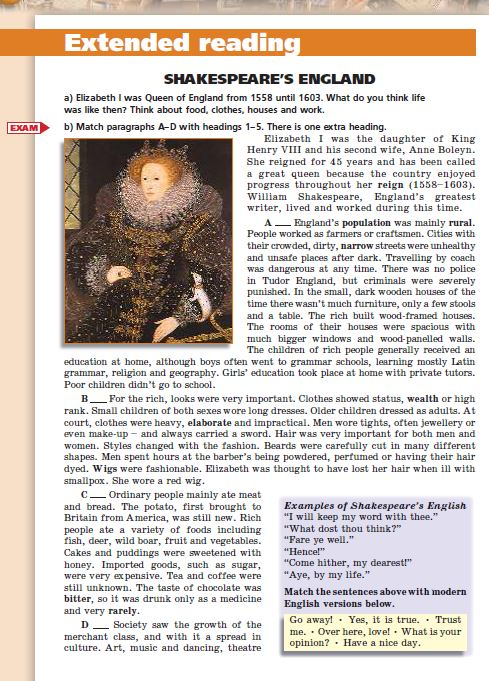 Extended reading
SHAKESPEARE'S ENGLAND
a) Elizabeth I was Queen of England from 1558 until 1603. What do you think life
was like then? Think about food, clothes, houses and work.
EXAM
b) Match paragraphs A–D with headings 1–5. There is one extra heading.
Elizabeth I was the daughter of King
Henry VIII and his second wife, Anne Boleyn.
She reigned for 45 years and has been called
a great queen because the country enjoyed
progress throughout her reign (1558–1603).
William Shakespeare, England's greatest
writer, lived and worked during this time.
A ___ England's population was mainly rural.
People worked as farmers or craftsmen. Cities with
their crowded, dirty, narrow streets were unhealthy
and unsafe places after dark. Travelling by coach
was dangerous at any time. There was no police
in Tudor England, but criminals were severely
punished. In the small, dark wooden houses of the
time there wasn't much furniture, only a few stools
and a table. The rich built wood-framed houses.
The rooms of their houses were spacious with
much bigger windows and wood-panelled walls.
The children of rich people generally received an
education at home, although boys often went to grammar schools, learning mostly Latin
grammar, religion and geography. Girls' education took place at home with private tutors.
Poor children didn't go to school.
B ___ For the rich, looks were very important. Clothes showed status, wealth or high
rank. Small children of both sexes wore long dresses. Older children dressed as adults. At
court, clothes were heavy, elaborate and impractical. Men wore tights, often jewellery or
even make-up – and always carried a sword. Hair was very important for both men and
women. Styles changed with the fashion. Beards were carefully cut in many different
shapes. Men spent hours at the barber's being powdered, perfumed or having their hair
dyed. Wigs were fashionable. Elizabeth was thought to have lost her hair when ill with
smallpox. She wore a red wig.
C ___ Ordinary people mainly ate meat
and bread. The potato, first brought to
Britain from America, was still new. Rich
people ate a variety of foods including
fish, deer, wild boar, fruit and vegetables.
Cakes and puddings were sweetened with
honey. Imported goods, such as sugar,
were very expensive. Tea and coffee were
still unknown. The taste of chocolate was
bitter, so it was drunk only as a medicine
and very rarely.
D ___ Society saw the growth of the
merchant class, and with it a spread in
culture. Art, music and dancing, theatre
Examples of Shakespeare's English
"I will keep my word with thee."
"What dost thou think?"
"Fare ye well."
"Hence!"
"Come hither, my dearest!"
"Aye, by my life."
Match the sentences above with modern
English versions below.
Go away! · Yes, it is true. · Trust
me. · Over here, love! · What is your
opinion? · Have a nice day.